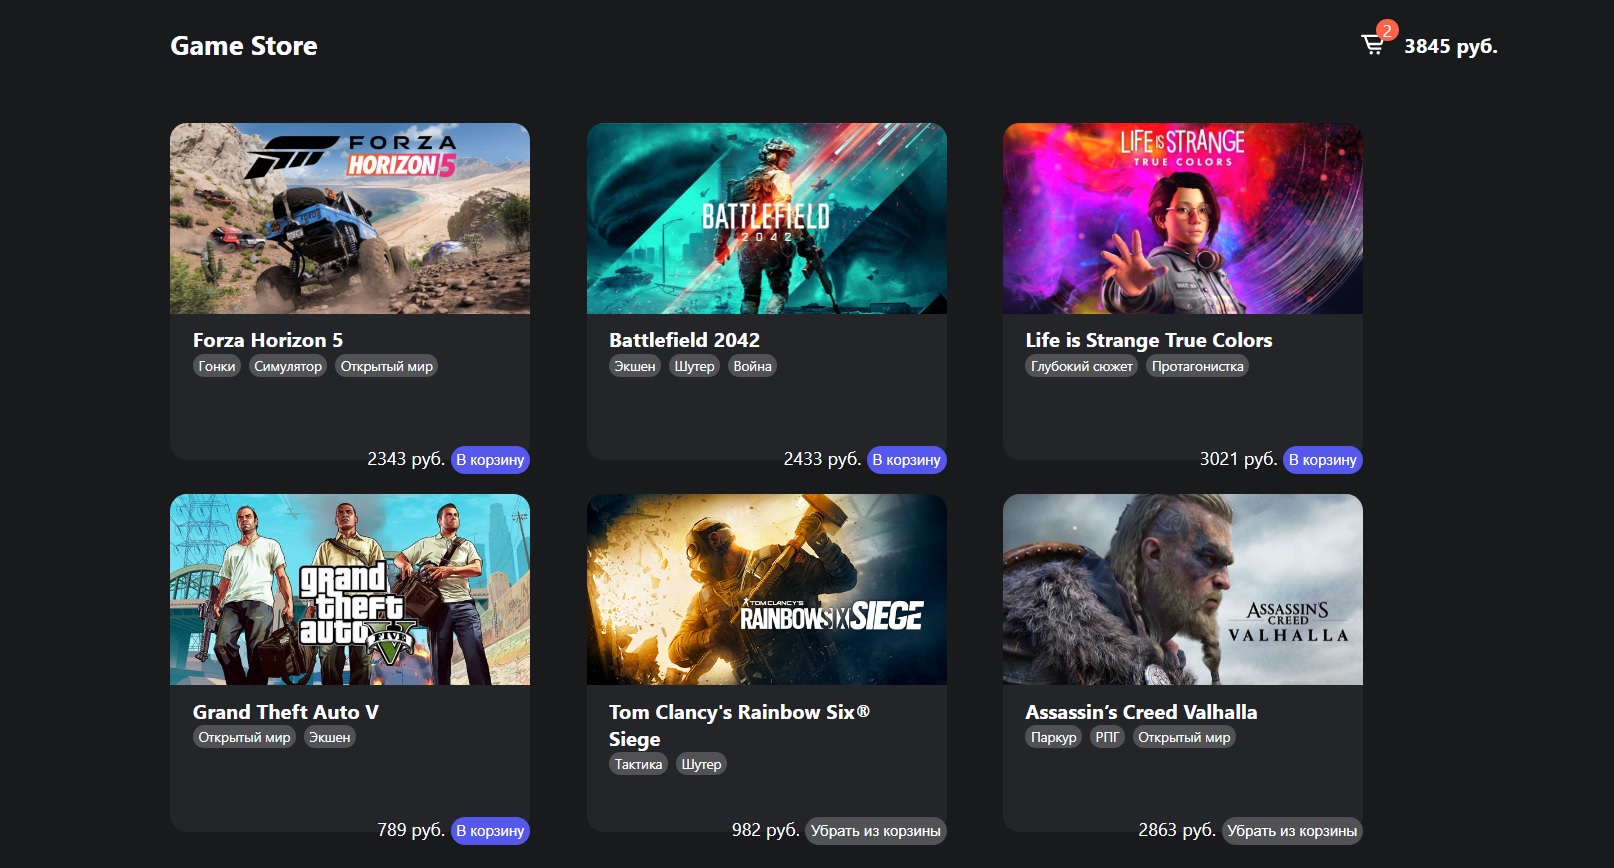 Game Store
2
3845 руб.
FORZA
HORIZON 5
BATTLEFIELD
2042
LIFE IS STRANGE
TRUE COLORS
Forza Horizon 5
Гонки Симулятор Открытый мир
2343 руб. В корзину
Battlefield 2042
Экшен Шутер Война
2433 руб. В корзину
Life is Strange True Colors
Глубокий сюжет Протагонистка
3021 руб. В корзину
grand
theft
auto
FIVE
TOM CLANCY'S
RAINBOW SIX SIEGE
ASSASSIN'S
CREED
VALHALLA
Grand Theft Auto V
Открытый мир Экшен
789 руб. В корзину
Tom Clancy's Rainbow Six®
Siege
Тактика Шутер
982 руб. Убрать из корзины
Assassin’s Creed Valhalla
Паркур РПГ Открытый мир
2863 руб. Убрать из корзины